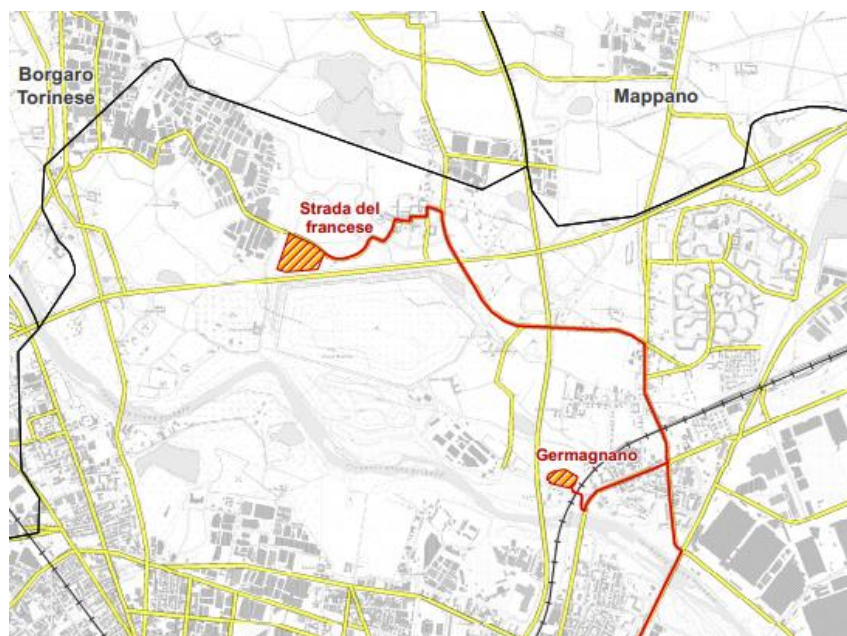 Borgaro
Torinese
Mappano
Strada del
francese
Germagnano